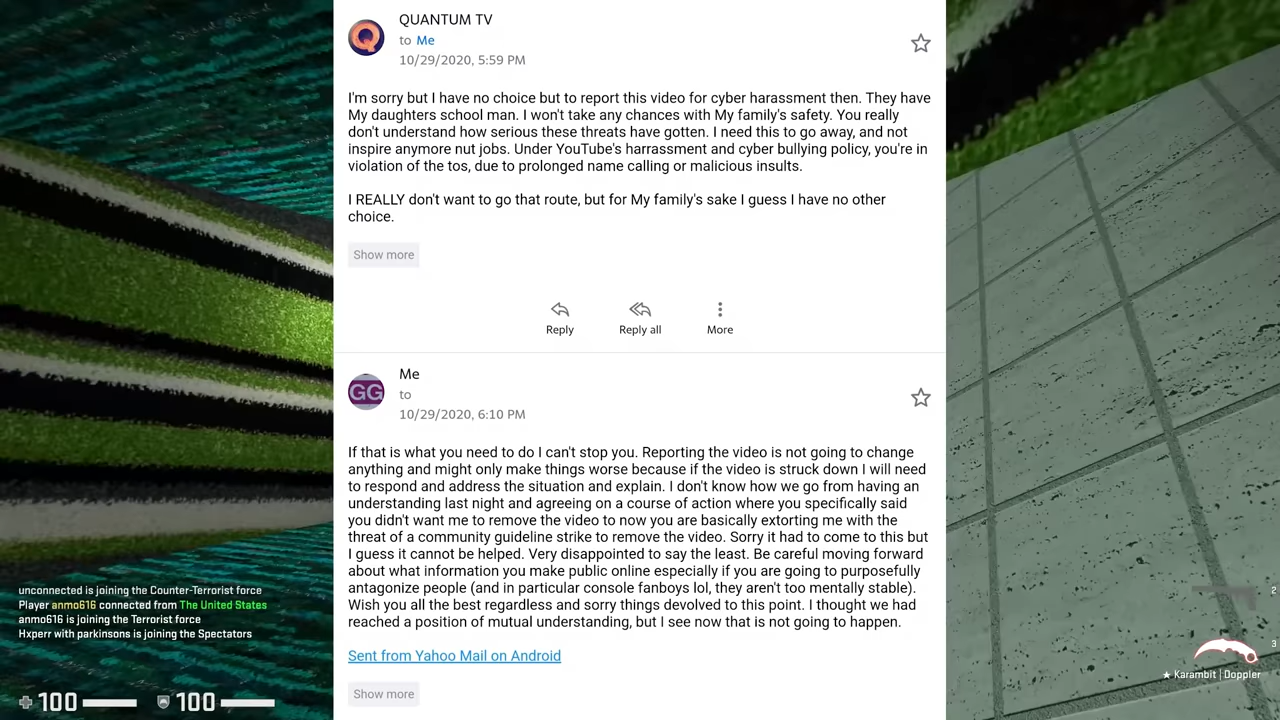 QUANTUM TV
to Me
10/29/2020, 5:59 PM
I'm sorry but I have no choice but to report this video for cyber harassment then. They have
My daughters school man. I won't take any chances with My family's safety. You really
don't understand how serious these threats have gotten. I need this to go away, and not
inspire anymore nut jobs. Under YouTube's harrassment and cyber bullying policy, you're in
violation of the tos, due to prolonged name calling or malicious insults.
I REALLY don't want to go that route, but for My family's sake I guess I have no other
choice.
Show more
Reply
Reply all
More
GG
Me
to
10/29/2020, 6:10 PM
If that is what you need to do I can't stop you. Reporting the video is not going to change
anything and might only make things worse because if the video is struck down I will need
to respond and address the situation and explain. I don't know how we go from having an
understanding last night and agreeing on a course of action where you specifically said
you didn't want me to remove the video to now you are basically extorting me with the
threat of a community guideline strike to remove the video. Sorry it had to come to this but
I guess it cannot be helped. Very disappointed to say the least. Be careful moving forward
about what information you make public online especially if you are going to purposefully
antagonize people (and in particular console fanboys lol, they aren't too mentally stable).
Wish you all the best regardless and sorry things devolved to this point. I thought we had
reached a position of mutual understanding, but I see now that is not going to happen.
Sent from Yahoo Mail on Android
Show more
unconnected is joining the Counter-Terrorist force
Player anmo616 connected from The United States
anmo616 is joining the Terrorist force
Hxperr with parkinsons is joining the Spectators
100
100
2
3
★ Karambit | Doppler